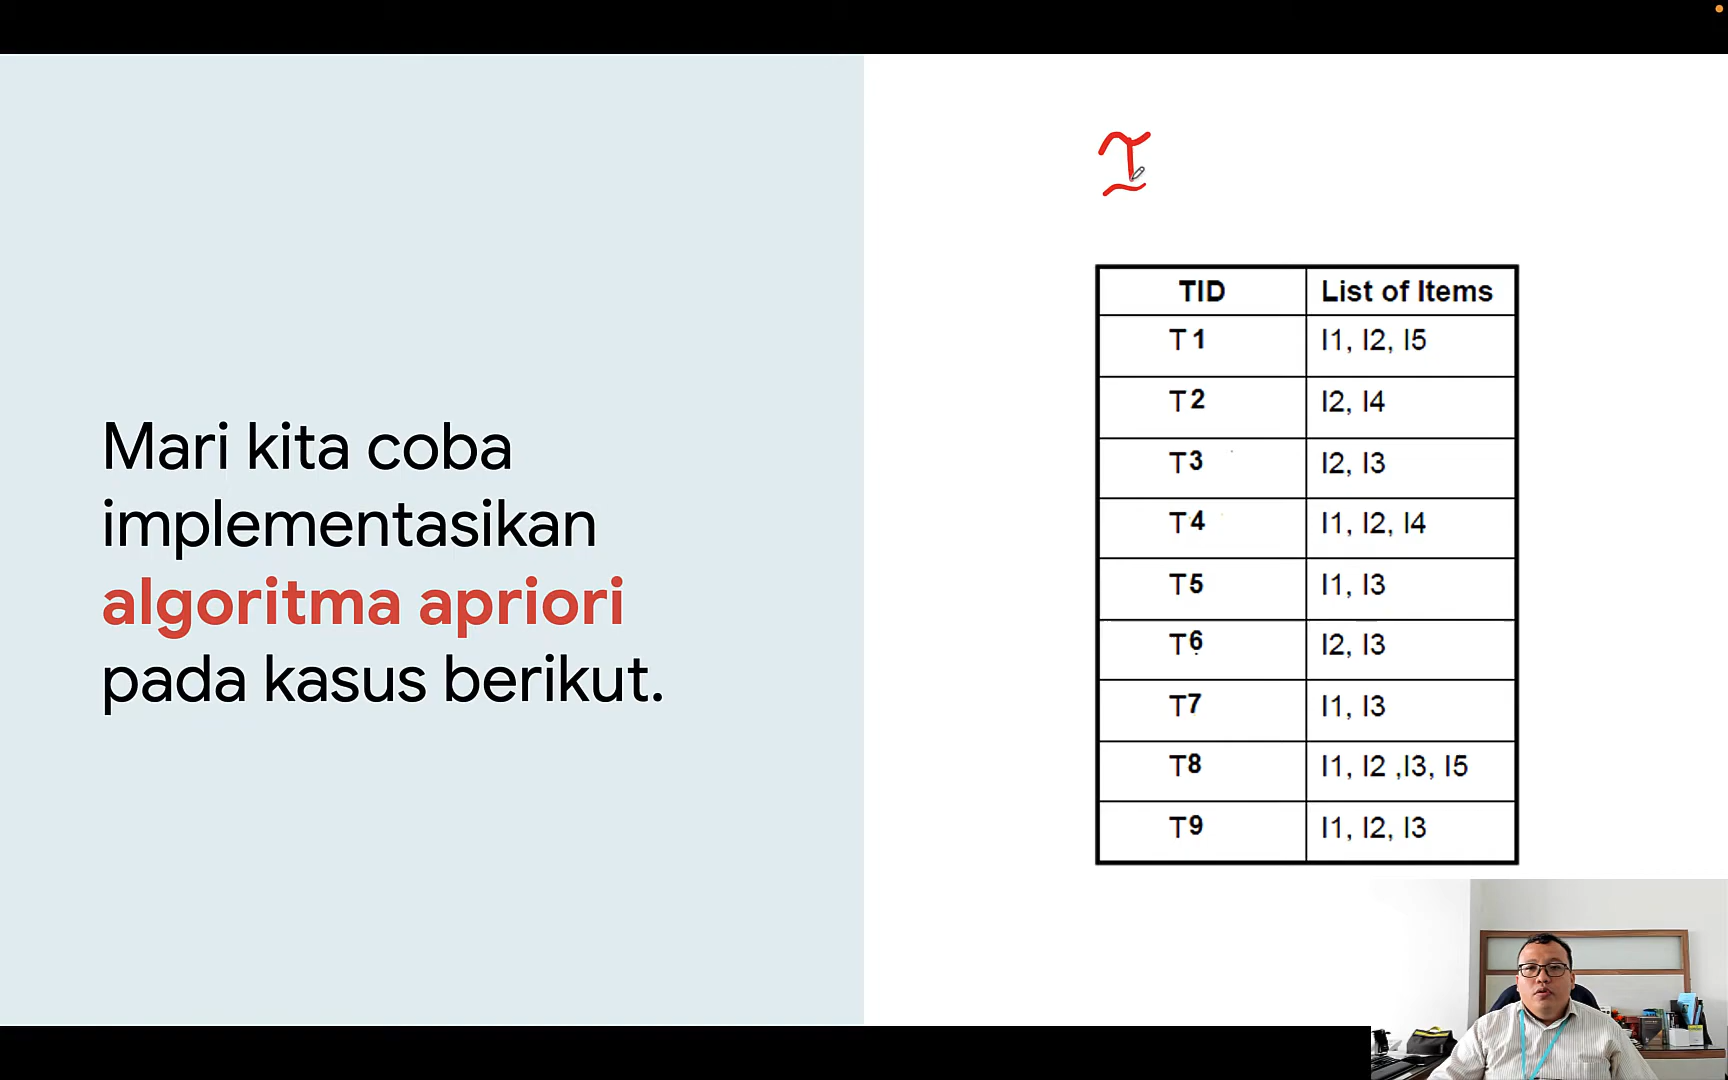 Mari kita coba
implementasikan
algoritma apriori
pada kasus berikut.
I
TID List of Items
T1 I1, I2, I5
T2 I2, I4
T3 I2, I3
T4 I1, I2, I4
T5 I1, I3
T6 I2, I3
T7 I1, I3
T8 I1, I2 ,I3, I5
T9 I1, I2, I3